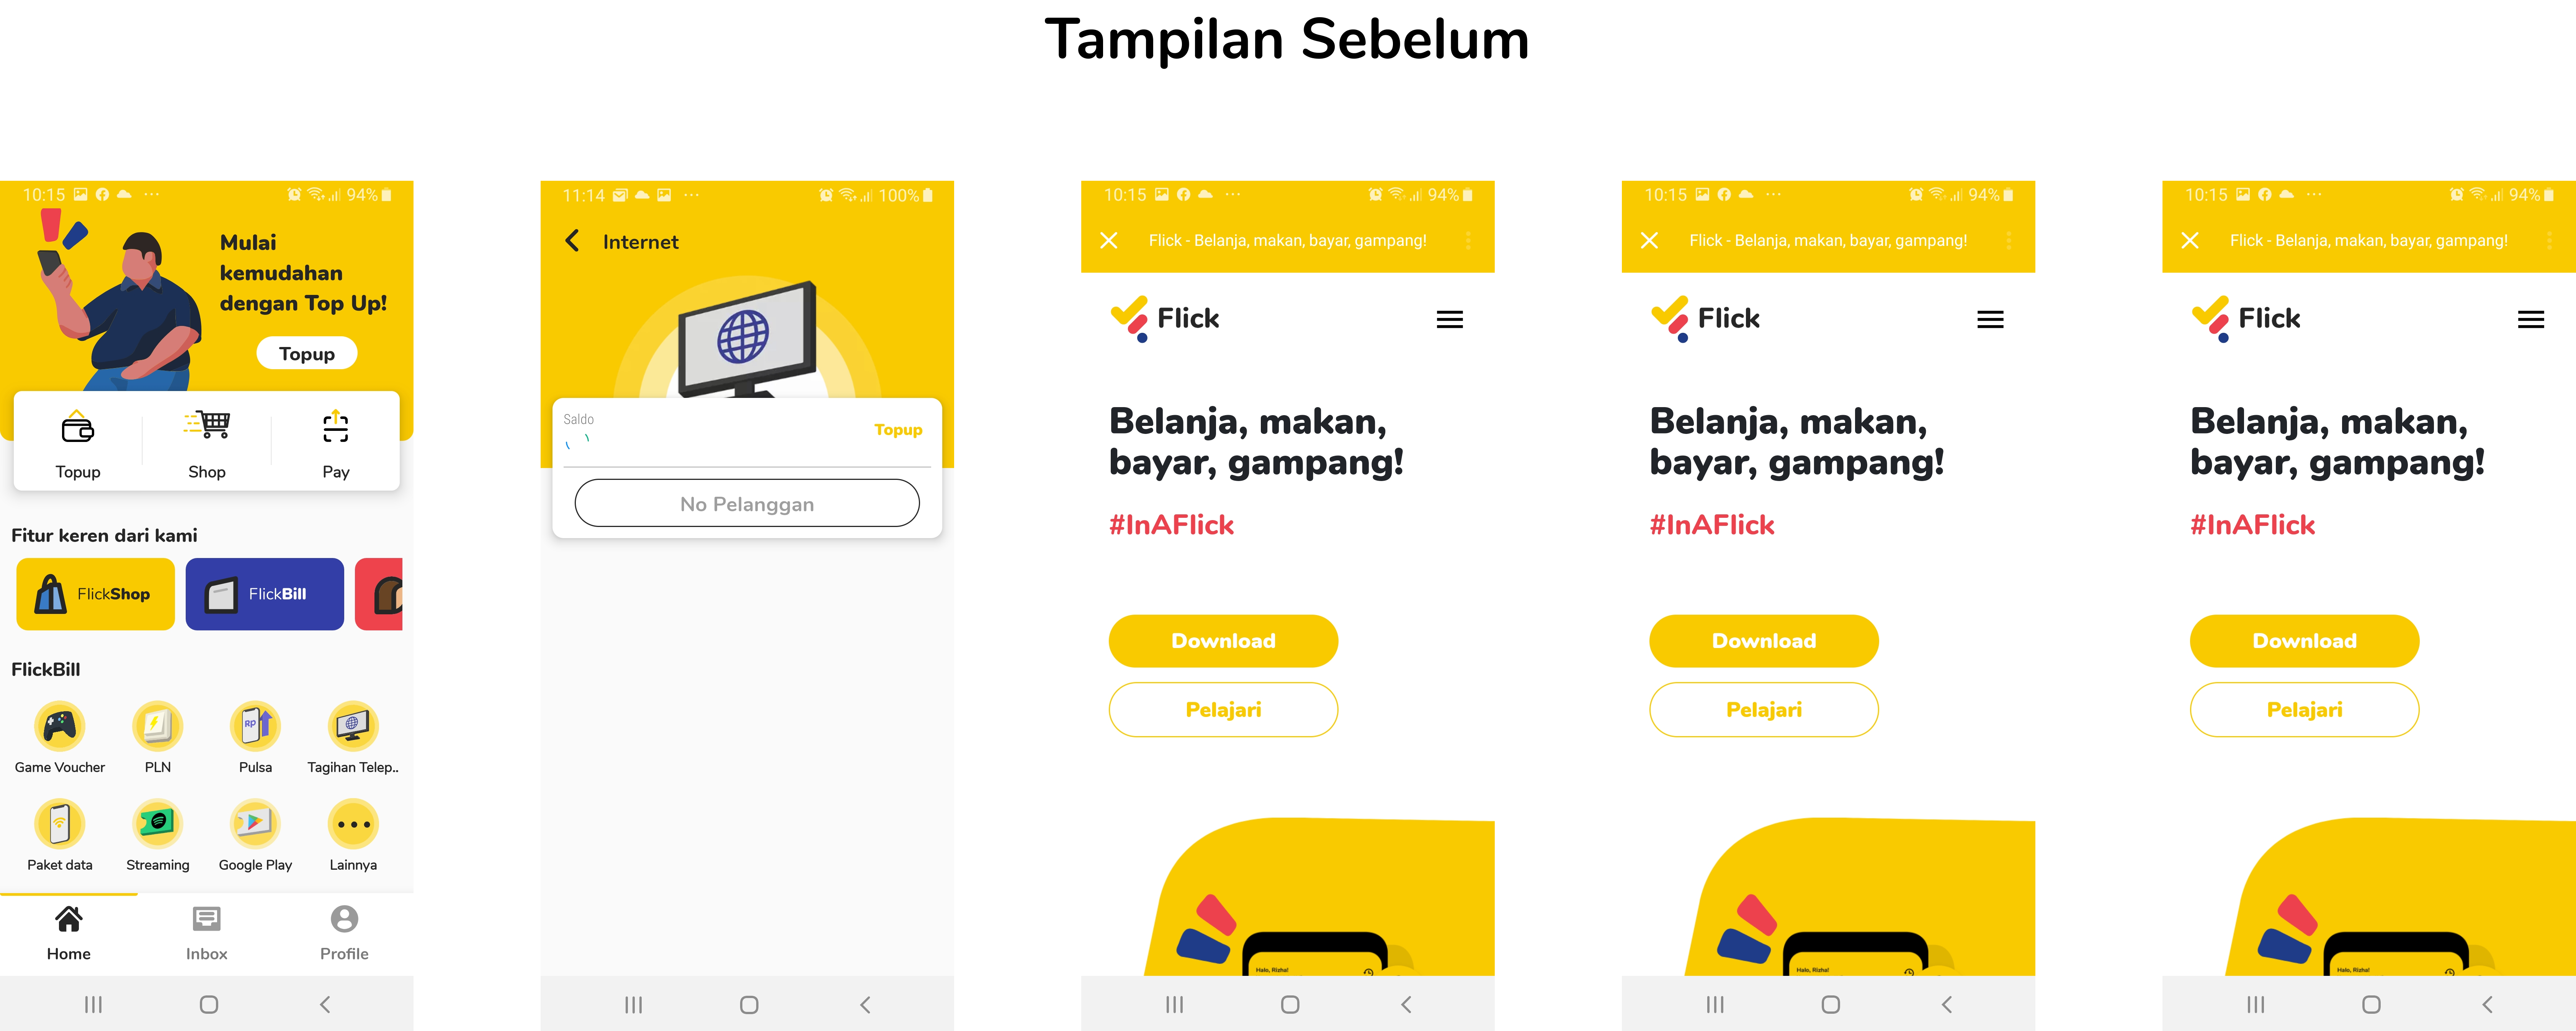 Tampilan Sebelum
10:15 94%
Mulai
kemudahan
dengan Top Up!
Topup
Topup Shop Pay
Fitur keren dari kami
FlickShop FlickBill
FlickBill
Rp
Game Voucher PLN Pulsa Tagihan Telep..
Paket data Streaming Google Play Lainnya
Home Inbox Profile
11:14 100%
Internet
Saldo
Topup
No Pelanggan
10:15 94%
Flick - Belanja, makan, bayar, gampang!
Flick
Belanja, makan,
bayar, gampang!
#InAFlick
Download
Pelajari
Halo, Rizha!
10:15 94%
Flick - Belanja, makan, bayar, gampang!
Flick
Belanja, makan,
bayar, gampang!
#InAFlick
Download
Pelajari
Halo, Rizha!
10:15 94%
Flick - Belanja, makan, bayar, gampang!
Flick
Belanja, makan,
bayar, gampang!
#InAFlick
Download
Pelajari
Halo, Rizha!